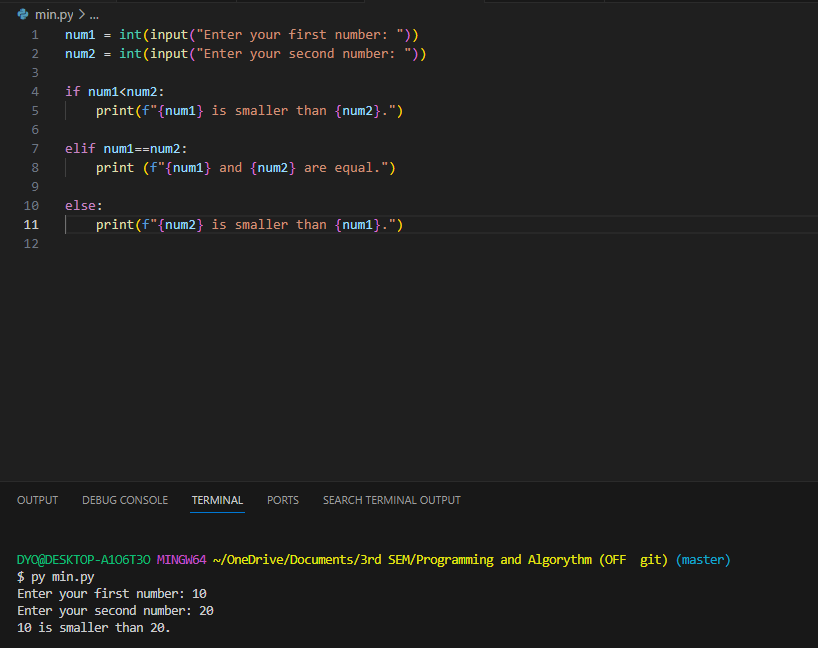 min.py > ...
1 num1 = int(input("Enter your first number: "))
2 num2 = int(input("Enter your second number: "))
3
4 if num1<num2:
5     print(f"{num1} is smaller than {num2}.")
6
7 elif num1==num2:
8     print (f"{num1} and {num2} are equal.")
9
10 else:
11     print(f"{num2} is smaller than {num1}.")
12
OUTPUT DEBUG CONSOLE TERMINAL PORTS SEARCH TERMINAL OUTPUT
DYO@DESKTOP-A1O6T3O MINGW64 ~/OneDrive/Documents/3rd SEM/Programming and Algorythm (OFF  git) (master)
$ py min.py
Enter your first number: 10
Enter your second number: 20
10 is smaller than 20.